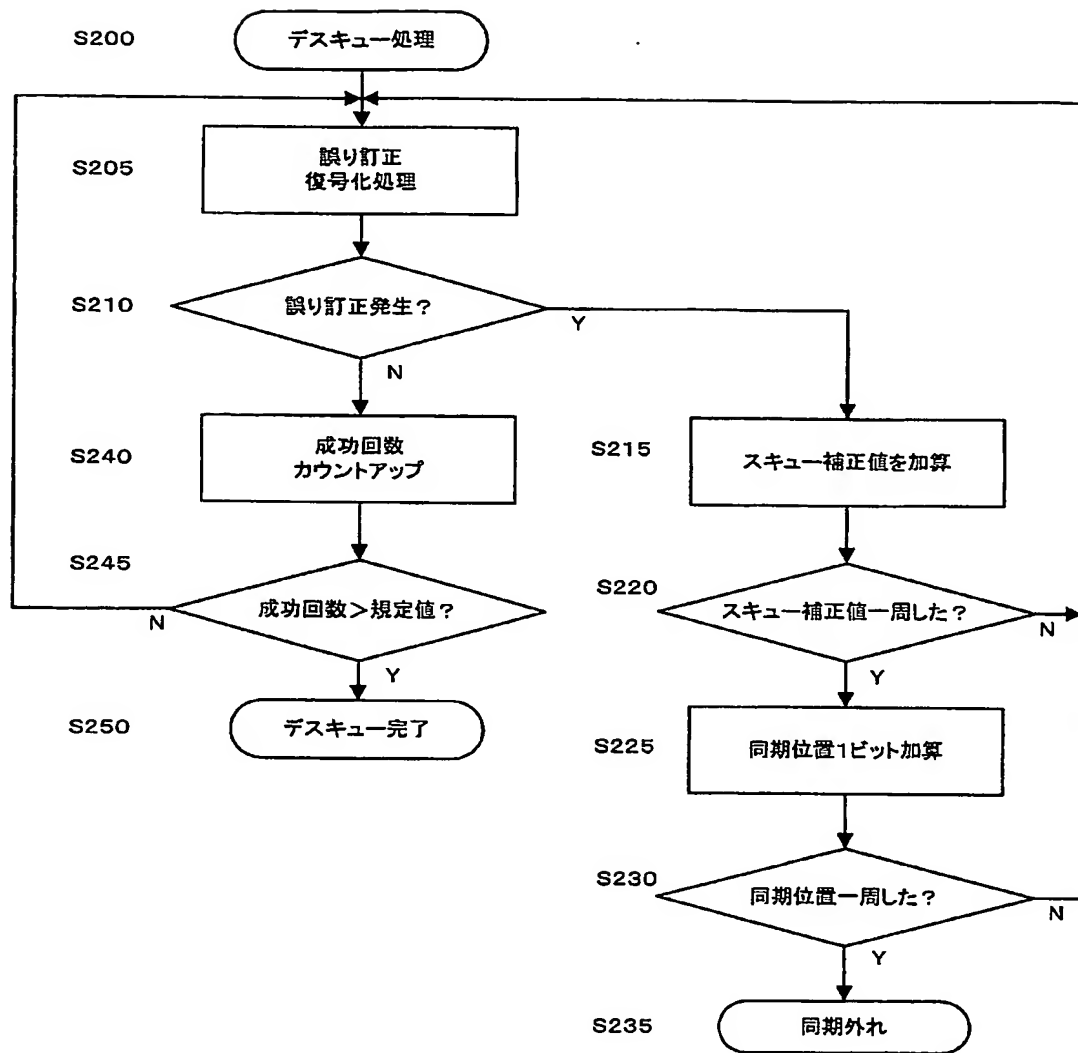 S200
デスキュー処理
S205
誤り訂正
復号化処理
S210
誤り訂正発生？
Y
N
S240
成功回数
カウントアップ
S215
スキュー補正値を加算
S245
成功回数＞規定値？
N
Y
S220
スキュー補正値一周した？
N
Y
S250
デスキュー完了
S225
同期位置1ビット加算
S230
同期位置一周した？
N
Y
S235
同期外れ